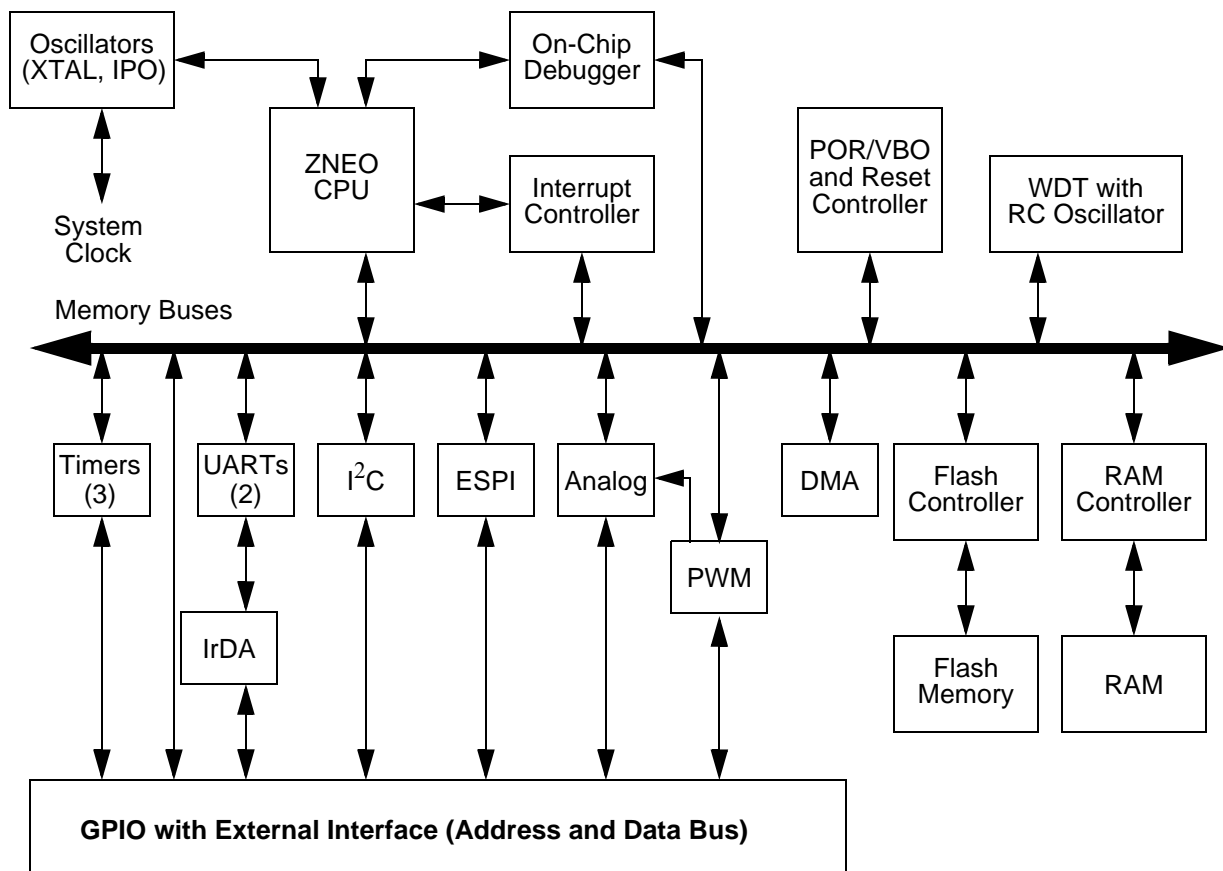 Oscillators
(XTAL, IPO)
On-Chip
Debugger
ZNEO
CPU
Interrupt
Controller
POR/VBO
and Reset
Controller
WDT with
RC Oscillator
System
Clock
Memory Buses
Timers
(3)
UARTs
(2)
I²C
ESPI
Analog
DMA
Flash
Controller
RAM
Controller
PWM
IrDA
Flash
Memory
RAM
GPIO with External Interface (Address and Data Bus)